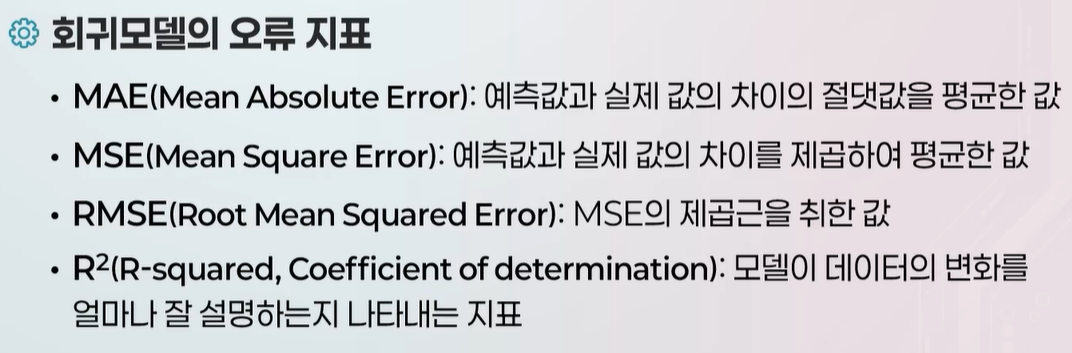 회귀모델의 오류 지표
• MAE(Mean Absolute Error): 예측값과 실제 값의 차이의 절댓값을 평균한 값
• MSE(Mean Square Error): 예측값과 실제 값의 차이를 제곱하여 평균한 값
• RMSE(Root Mean Squared Error): MSE의 제곱근을 취한 값
• R²(R-squared, Coefficient of determination): 모델이 데이터의 변화를
얼마나 잘 설명하는지 나타내는 지표